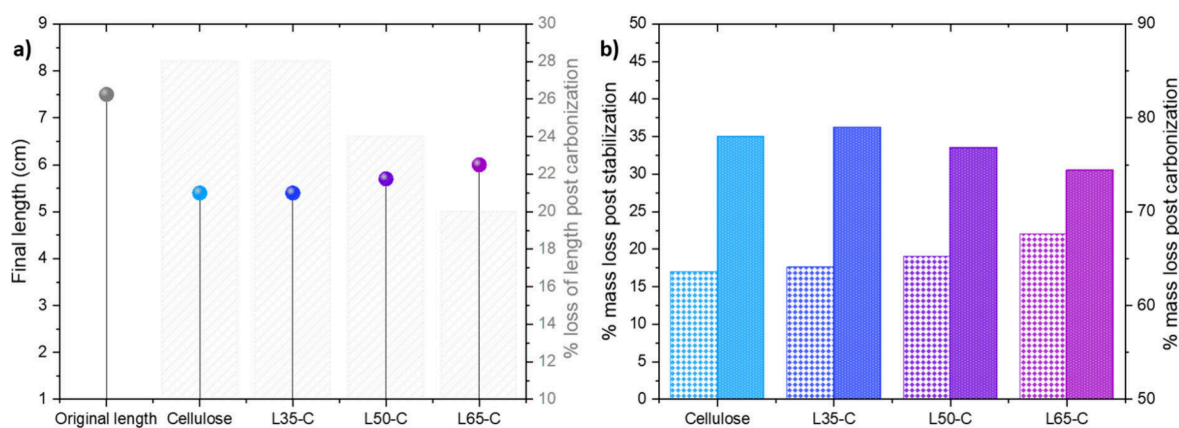 a)
Final length (cm)
9
8
7
6
5
4
3
2
1
Original length
Cellulose
L35-C
L50-C
L65-C
30
28
26
24
22
20
18
16
14
12
10
% loss of length post carbonization
b)
% mass loss post stabilization
50
45
40
35
30
25
20
15
10
5
0
Cellulose
L35-C
L50-C
L65-C
90
80
70
60
50
% mass loss post carbonization